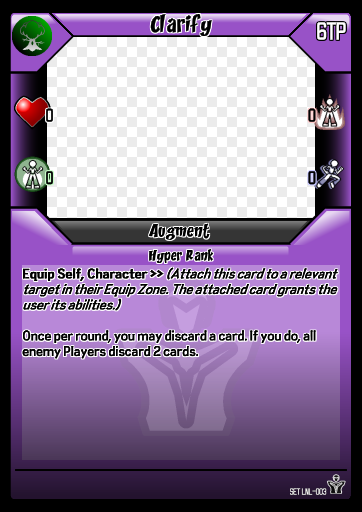 Clarify
6TP
0
0
0
0
Augment
Hyper Rank
Equip Self, Character >> (Attach this card to a relevant
target in their Equip Zone. The attached card grants the
user its abilities.)
Once per round, you may discard a card. If you do, all
enemy Players discard 2 cards.
SET LNL-003